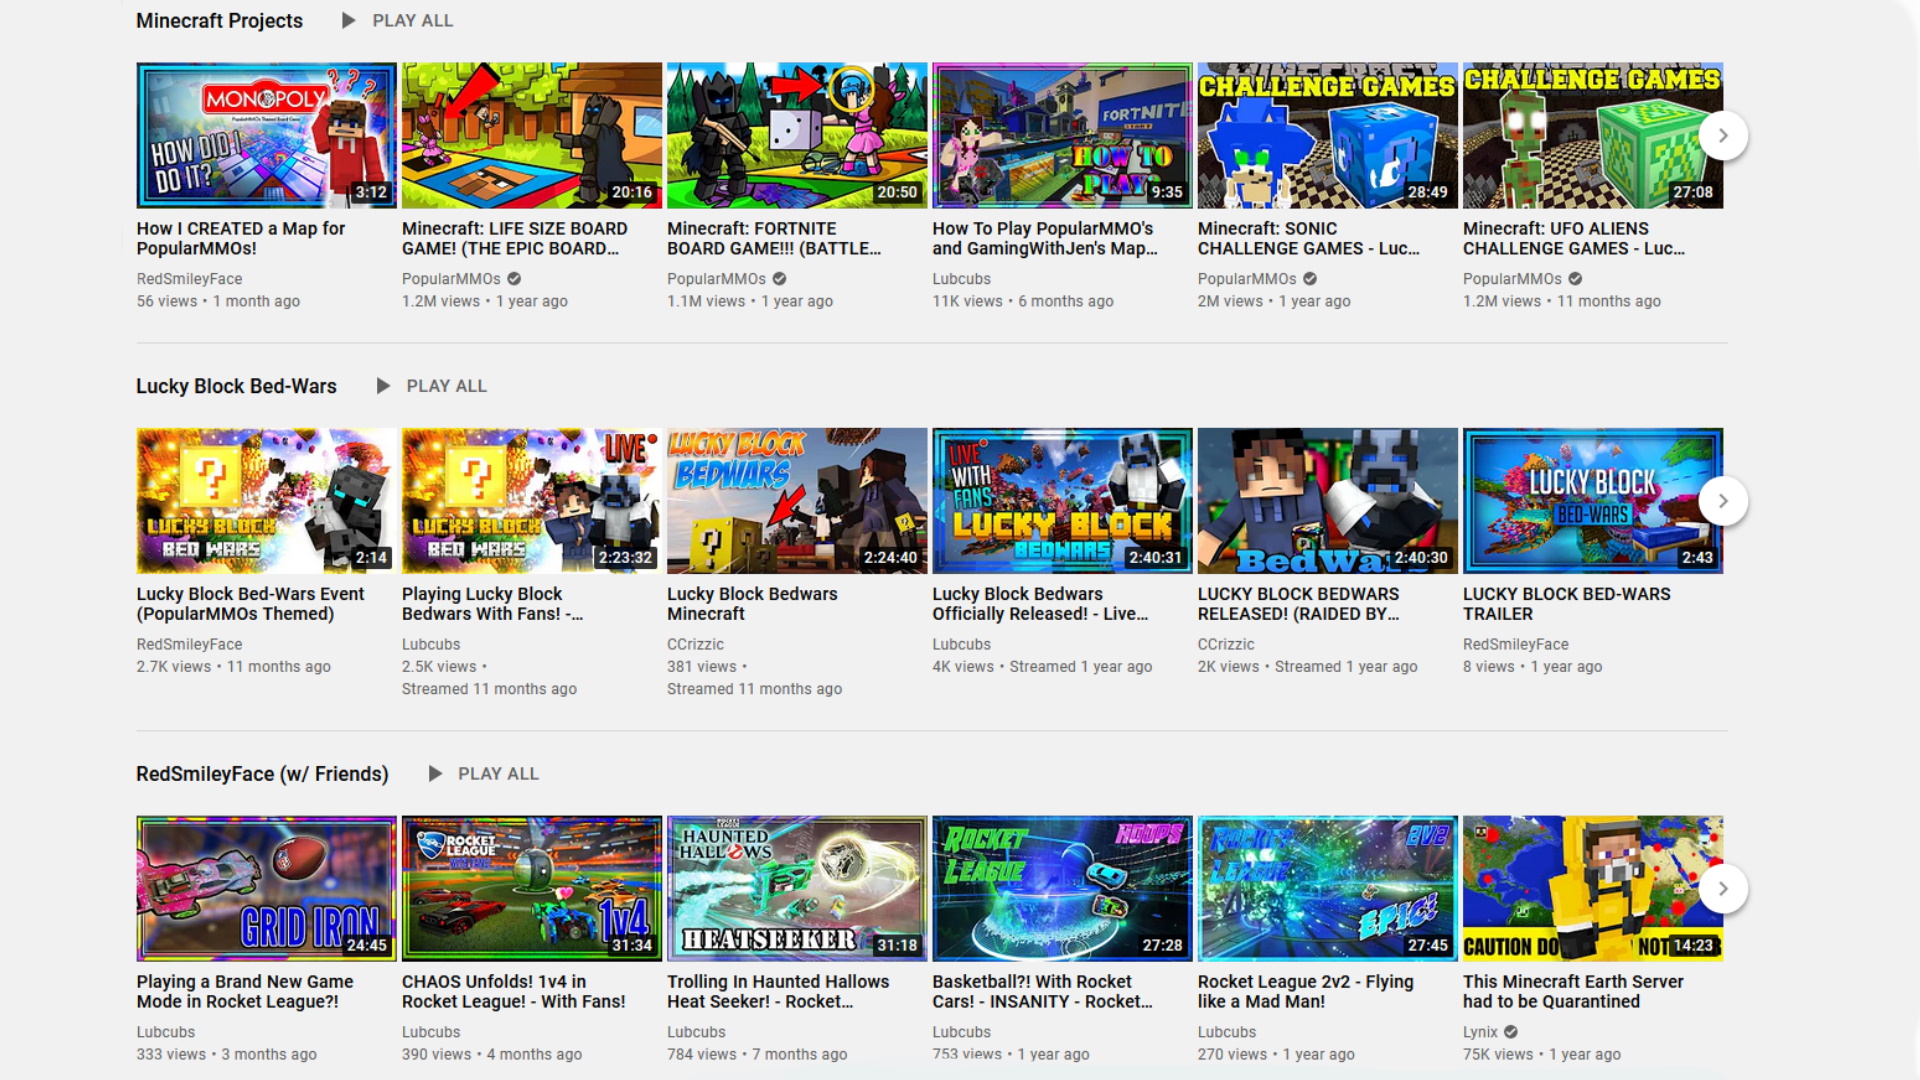 Minecraft Projects PLAY ALL
MONOPOLY
HOW DID I
DO IT?
? ? ?
3:12
20:16
20:50
FORTNITE
HOW TO
PLAY?
9:35
CHALLENGE GAMES
28:49
CHALLENGE GAMES
27:08
How I CREATED a Map for
PopularMMOs!
RedSmileyFace
56 views • 1 month ago
Minecraft: LIFE SIZE BOARD
GAME! (THE EPIC BOARD...
PopularMMOs
1.2M views • 1 year ago
Minecraft: FORTNITE
BOARD GAME!!! (BATTLE...
PopularMMOs
1.1M views • 1 year ago
How To Play PopularMMO's
and GamingWithJen's Map...
Lubcubs
11K views • 6 months ago
Minecraft: SONIC
CHALLENGE GAMES - Luc...
PopularMMOs
2M views • 1 year ago
Minecraft: UFO ALIENS
CHALLENGE GAMES - Luc...
PopularMMOs
1.2M views • 11 months ago
Lucky Block Bed-Wars PLAY ALL
?
LUCKY BLOCK
BED WARS
2:14
LIVE
?
LUCKY BLOCK
BED WARS
2:23:32
LUCKY BLOCK
BEDWARS
?
2:24:40
LIVE
WITH
FANS
LUCKY BLOCK
BEDWARS
2:40:31
BedWa
2:40:30
LUCKY BLOCK
BED-WARS
2:43
Lucky Block Bed-Wars Event
(PopularMMOs Themed)
RedSmileyFace
2.7K views • 11 months ago
Playing Lucky Block
Bedwars With Fans! -...
Lubcubs
2.5K views •
Streamed 11 months ago
Lucky Block Bedwars
Minecraft
CCrizzic
381 views •
Streamed 11 months ago
Lucky Block Bedwars
Officially Released! - Live...
Lubcubs
4K views • Streamed 1 year ago
LUCKY BLOCK BEDWARS
RELEASED! (RAIDED BY...
CCrizzic
2K views • Streamed 1 year ago
LUCKY BLOCK BED-WARS
TRAILER
RedSmileyFace
8 views • 1 year ago
RedSmileyFace (w/ Friends) PLAY ALL
GRID IRON
24:45
ROCKET
LEAGUE
WITH FANS!
1v4
31:34
ROCKET
LEAGUE
HAUNTED
HALLOWS
HEATSEEKER
31:18
ROCKET
LEAGUE
HOOPS
27:28
ROCKET
LEAGUE
2V2
EPIC!
27:45
CAUTION DO NOT
14:23
Playing a Brand New Game
Mode in Rocket League?!
Lubcubs
333 views • 3 months ago
CHAOS Unfolds! 1v4 in
Rocket League! - With Fans!
Lubcubs
390 views • 4 months ago
Trolling In Haunted Hallows
Heat Seeker! - Rocket...
Lubcubs
784 views • 7 months ago
Basketball?! With Rocket
Cars! - INSANITY - Rocket...
Lubcubs
753 views • 1 year ago
Rocket League 2v2 - Flying
like a Mad Man!
Lubcubs
270 views • 1 year ago
This Minecraft Earth Server
had to be Quarantined
Lynix
75K views • 1 year ago